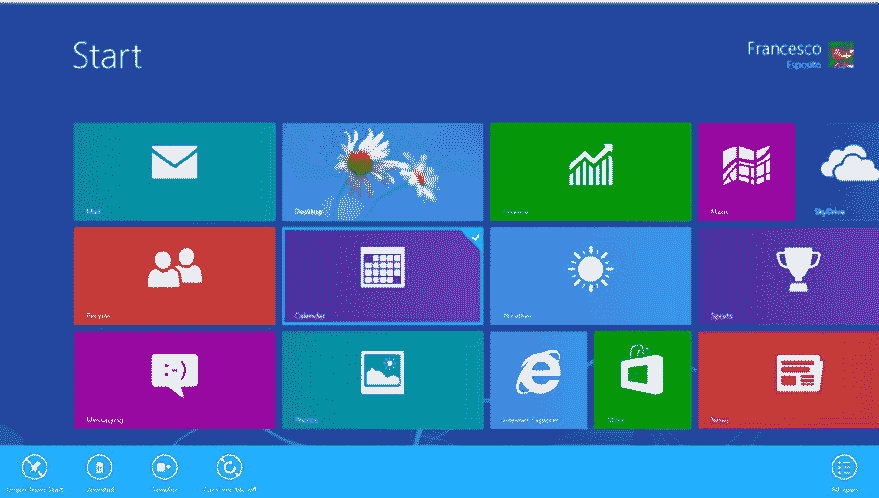 Start
Francesco
Esposito
Mail
Desktop
Maps
SkyDrive
People
Calendar
Weather
Sports
Messaging
Photos
Internet Explorer
Store
News
Unpin from Start
Uninstall
Smaller
Turn live tile off
All apps